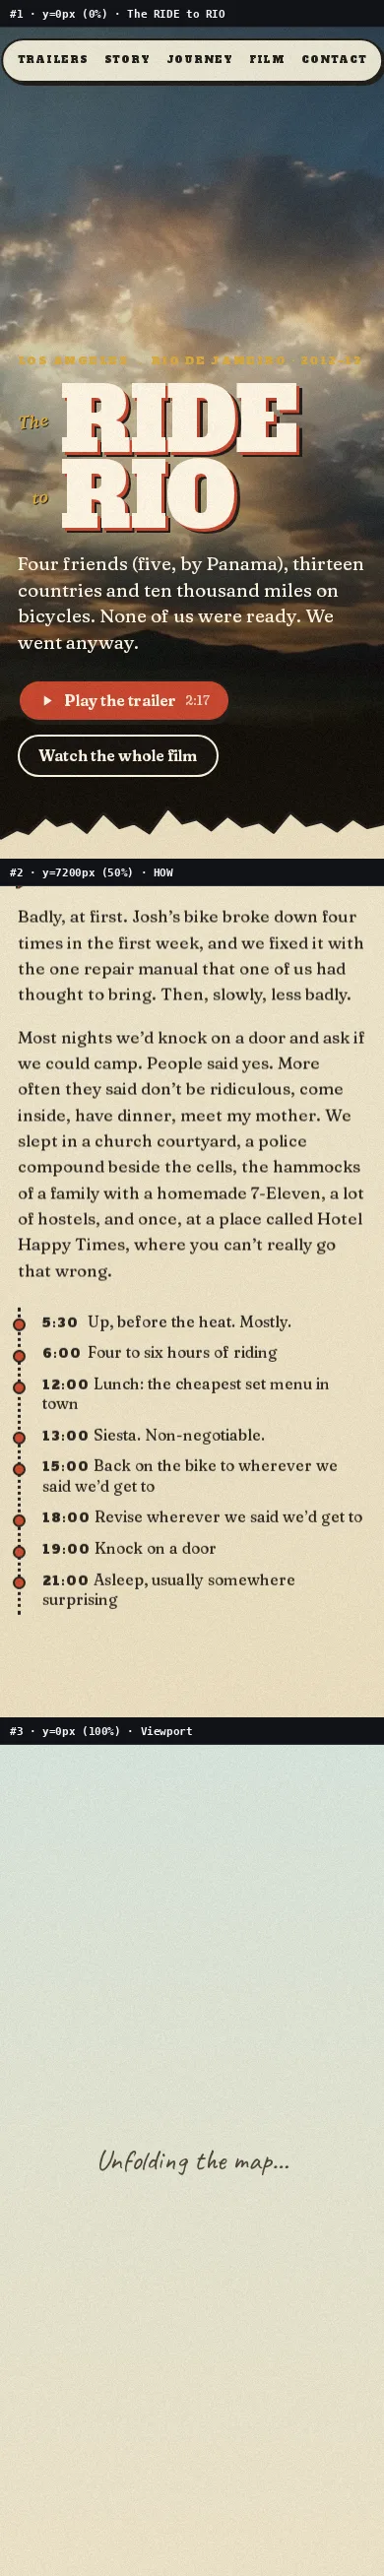 #1 · y=0px (0%) · The RIDE to RIO
TRAILERS STORY JOURNEY FILM CONTACT
LOS ANGELES RIO DE JANEIRO · 2012-13
The RIDE
to RIO
Four friends (five, by Panama), thirteen
countries and ten thousand miles on
bicycles. None of us were ready. We
went anyway.
Play the trailer 2:17
Watch the whole film
#2 · y=7200px (50%) · HOW
Badly, at first. Josh’s bike broke down four
times in the first week, and we fixed it with
the one repair manual that one of us had
thought to bring. Then, slowly, less badly.
Most nights we’d knock on a door and ask if
we could camp. People said yes. More
often they said don’t be ridiculous, come
inside, have dinner, meet my mother. We
slept in a church courtyard, a police
compound beside the cells, the hammocks
of a family with a homemade 7-Eleven, a lot
of hostels, and once, at a place called Hotel
Happy Times, where you can’t really go
that wrong.
5:30 Up, before the heat. Mostly.
6:00 Four to six hours of riding
12:00 Lunch: the cheapest set menu in
town
13:00 Siesta. Non-negotiable.
15:00 Back on the bike to wherever we
said we’d get to
18:00 Revise wherever we said we’d get to
19:00 Knock on a door
21:00 Asleep, usually somewhere
surprising
#3 · y=0px (100%) · Viewport
Unfolding the map...